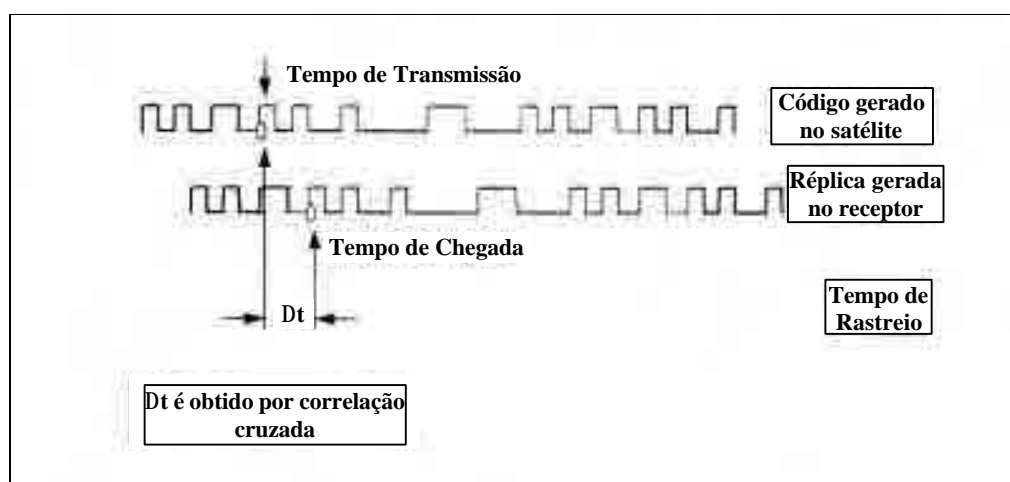 Tempo de Transmissão
Código gerado
no satélite
Réplica gerada
no receptor
Tempo de Chegada
Dt
Tempo de
Rastreio
Dt é obtido por correlação
cruzada